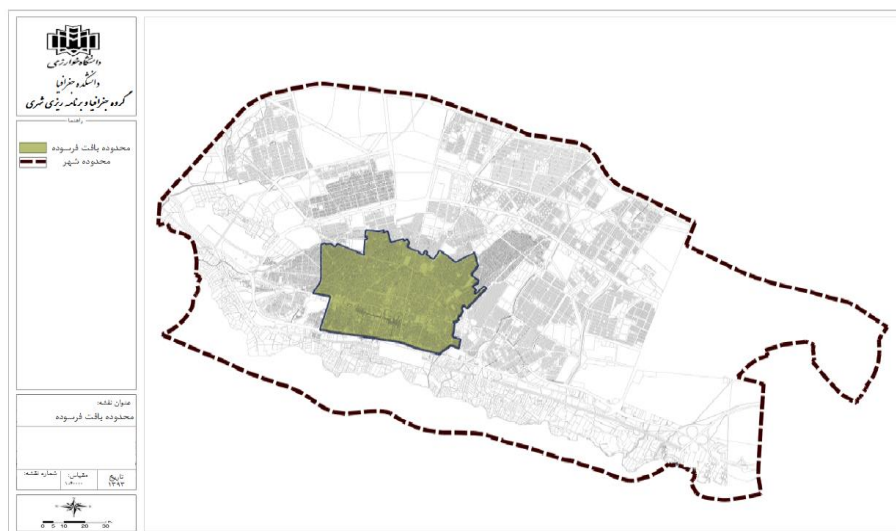 دانشگاه خوارزمی
دانشکده جغرافیا
گروه جغرافیا و برنامه ریزی شهری
راهنما
محدوده بافت فرسوده
محدوده شهر
عنوان نقشه:
محدوده بافت فرسوده
تاریخ
۱۳۹۳
مقیاس:
شماره نقشه:
0 5 10 20 30